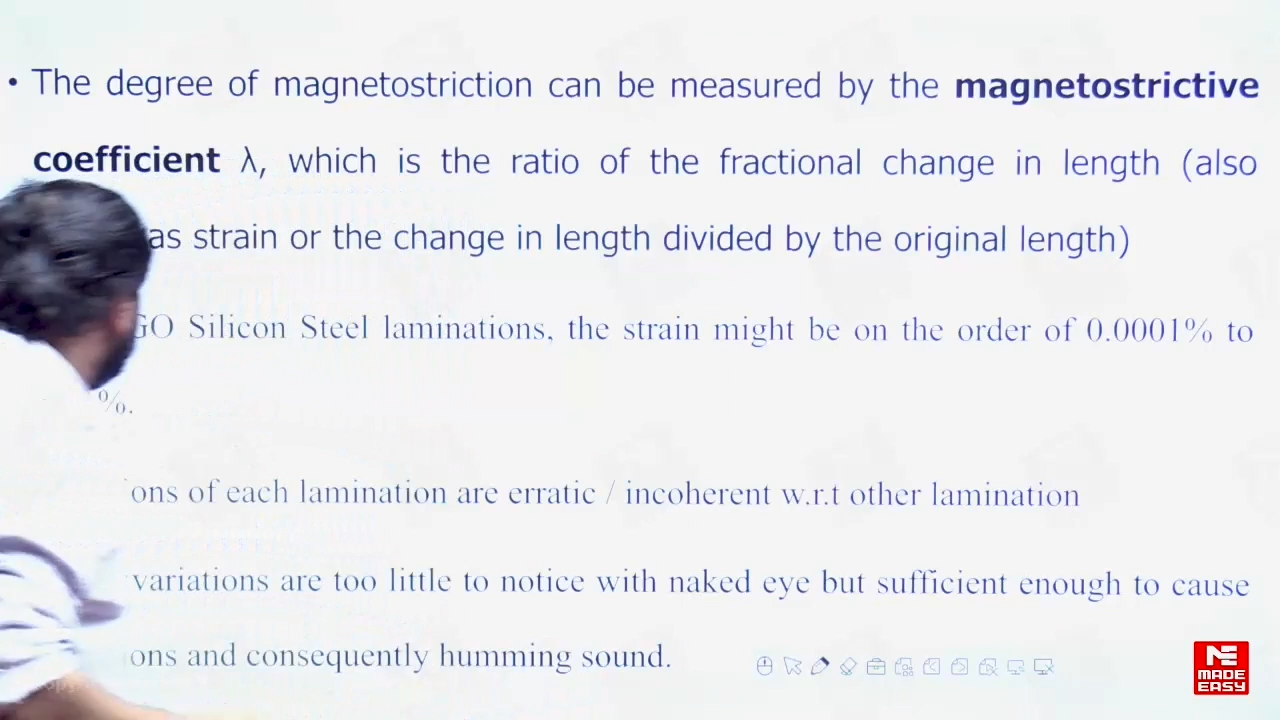 • The degree of magnetostriction can be measured by the magnetostrictive
coefficient λ, which is the ratio of the fractional change in length (also
as strain or the change in length divided by the original length)
GO Silicon Steel laminations, the strain might be on the order of 0.0001% to
%.
ons of each lamination are erratic / incoherent w.r.t other lamination
variations are too little to notice with naked eye but sufficient enough to cause
ons and consequently humming sound.
MADE
EASY